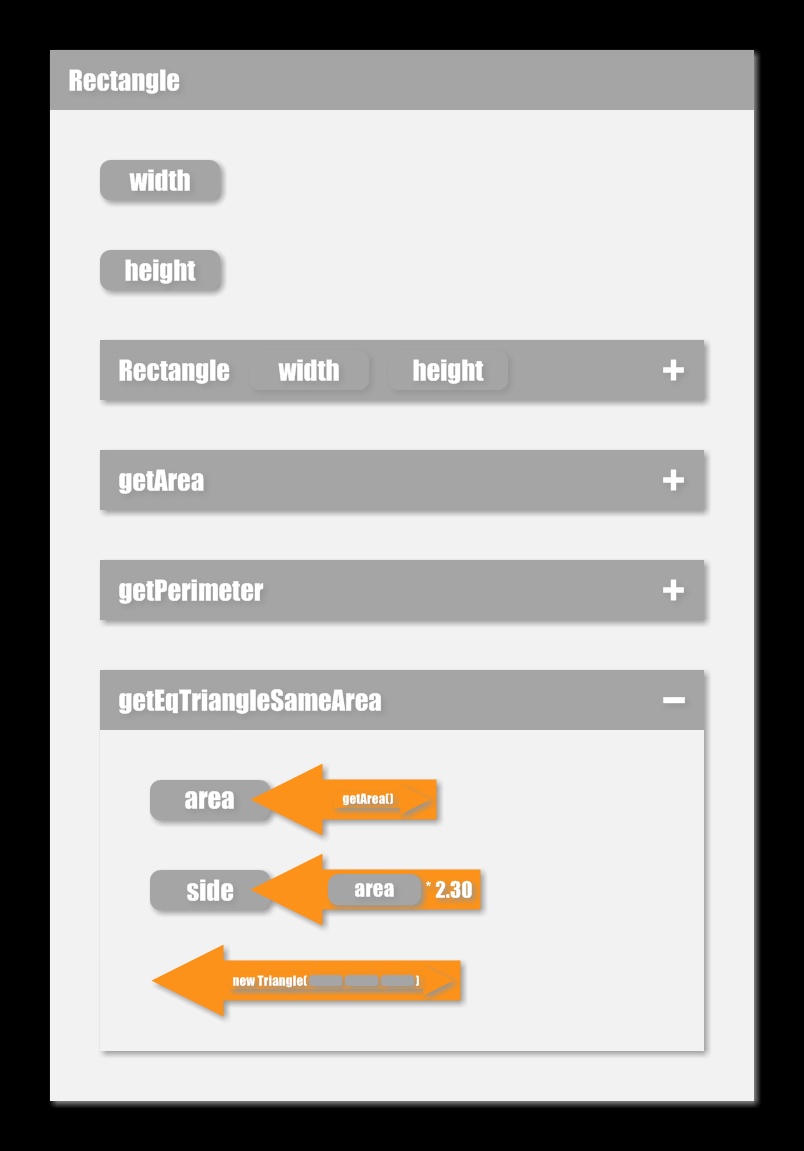 Rectangle
width
height
Rectangle width height +
getArea +
getPerimeter +
getEqTriangleSameArea −
area getArea()
side area * 2.30
new Triangle( )